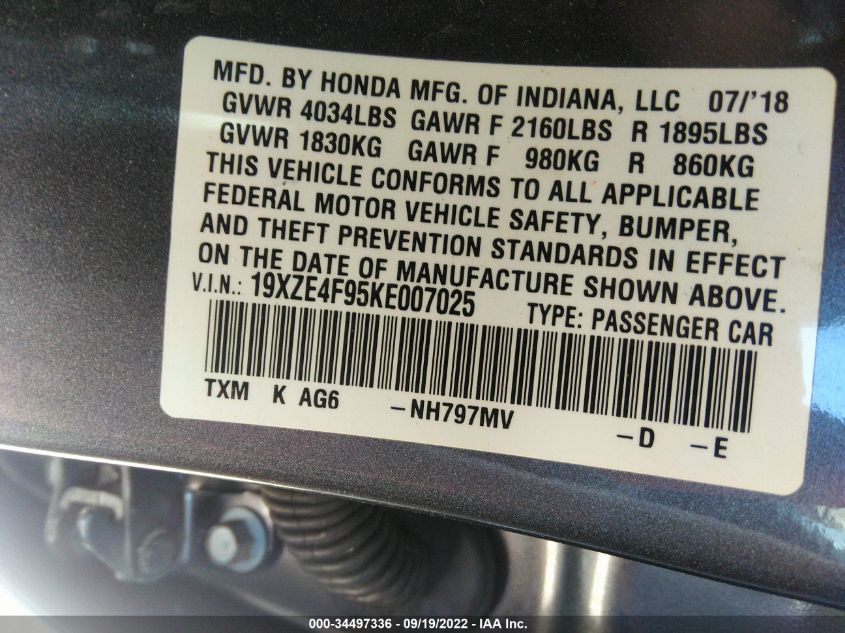 MFD. BY HONDA MFG. OF INDIANA, LLC 07/'18
GVWR 4034LBS GAWR F 2160LBS R 1895LBS
GVWR 1830KG GAWR F 980KG R 860KG
THIS VEHICLE CONFORMS TO ALL APPLICABLE
FEDERAL MOTOR VEHICLE SAFETY, BUMPER,
AND THEFT PREVENTION STANDARDS IN EFFECT
ON THE DATE OF MANUFACTURE SHOWN ABOVE.
V.I.N.: 19XZE4F95KE007025 TYPE: PASSENGER CAR
TXM K AG6 -NH797MV -D -E
000-34497336 - 09/19/2022 - IAA Inc.